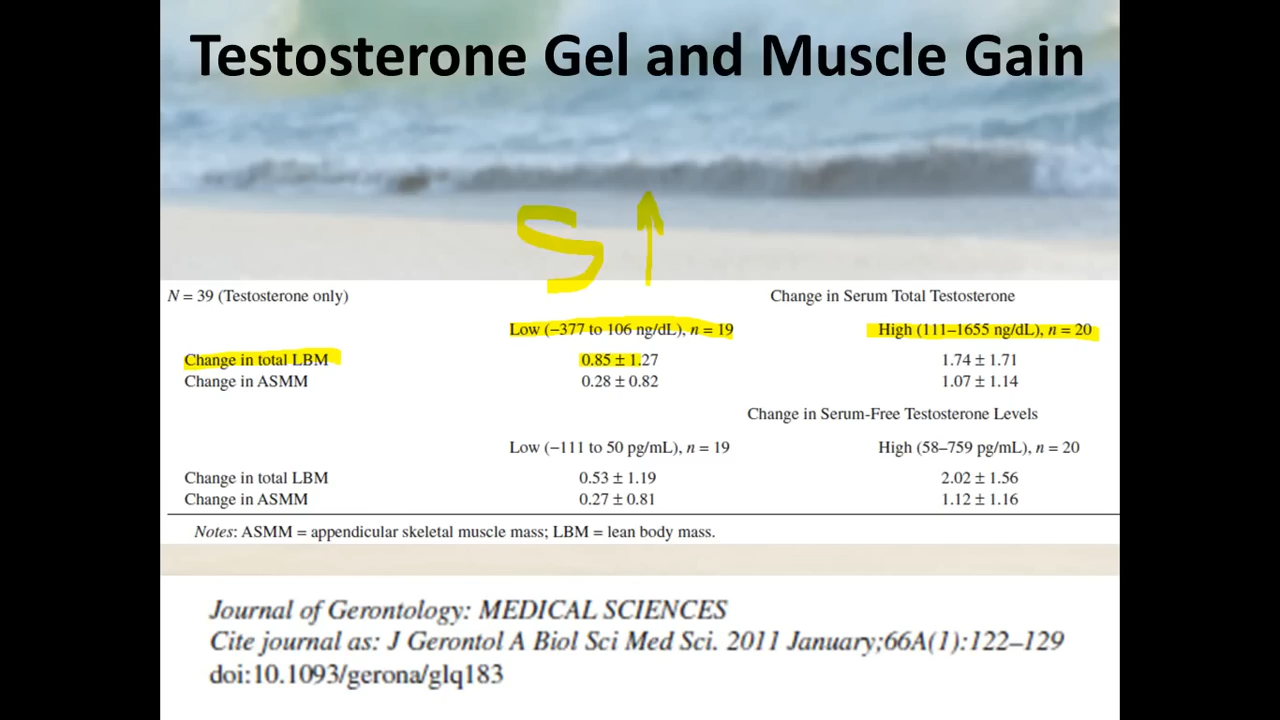 Testosterone Gel and Muscle Gain
S
N = 39 (Testosterone only) Change in Serum Total Testosterone
Low (−377 to 106 ng/dL), n = 19 High (111–1655 ng/dL), n = 20
Change in total LBM 0.85 ± 1.27 1.74 ± 1.71
Change in ASMM 0.28 ± 0.82 1.07 ± 1.14
Change in Serum-Free Testosterone Levels
Low (−111 to 50 pg/mL), n = 19 High (58–759 pg/mL), n = 20
Change in total LBM 0.53 ± 1.19 2.02 ± 1.56
Change in ASMM 0.27 ± 0.81 1.12 ± 1.16
Notes: ASMM = appendicular skeletal muscle mass; LBM = lean body mass.
Journal of Gerontology: MEDICAL SCIENCES
Cite journal as: J Gerontol A Biol Sci Med Sci. 2011 January;66A(1):122–129
doi:10.1093/gerona/glq183